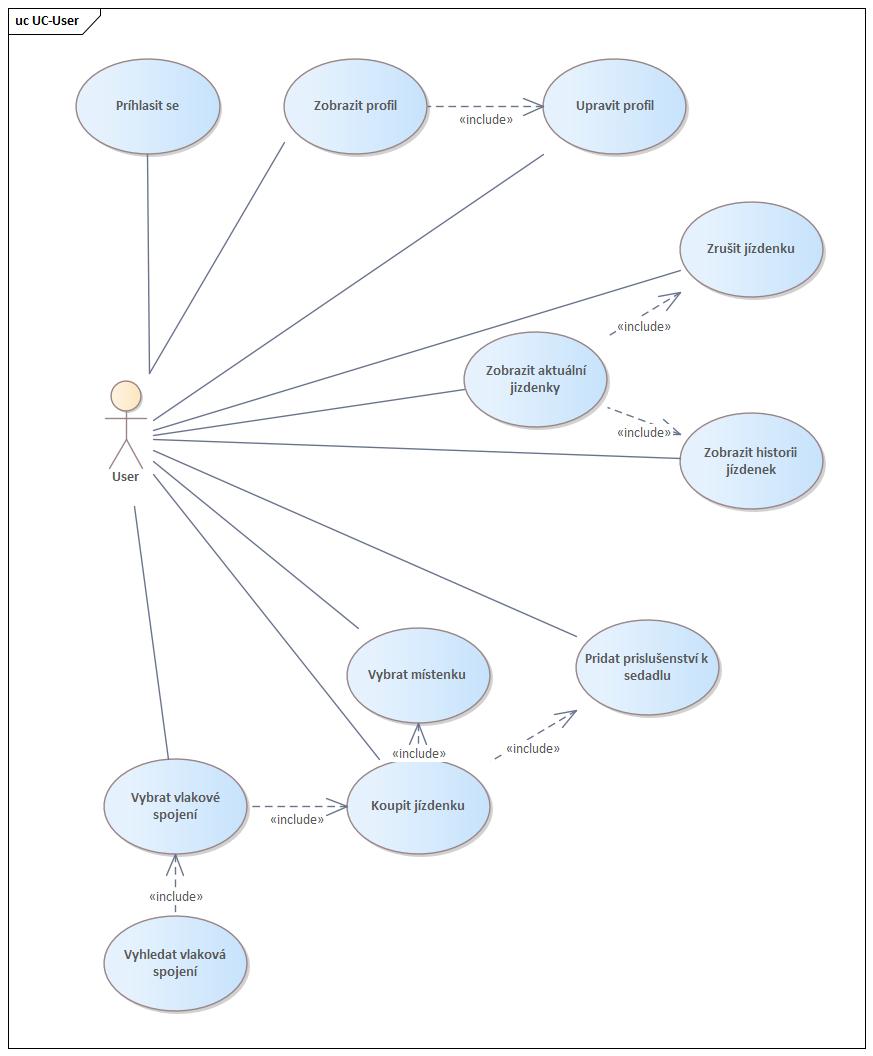 uc UC-User
Príhlasit se
Zobrazit profil
Upravit profil
«include»
Zrušit jízdenku
«include»
Zobrazit aktuální
jizdenky
«include»
Zobrazit historii
jízdenek
User
Vybrat místenku
Pridat prislušenství k
sedadlu
«include»
«include»
Vybrat vlakové
spojení
Koupit jízdenku
«include»
«include»
Vyhledat vlaková
spojení